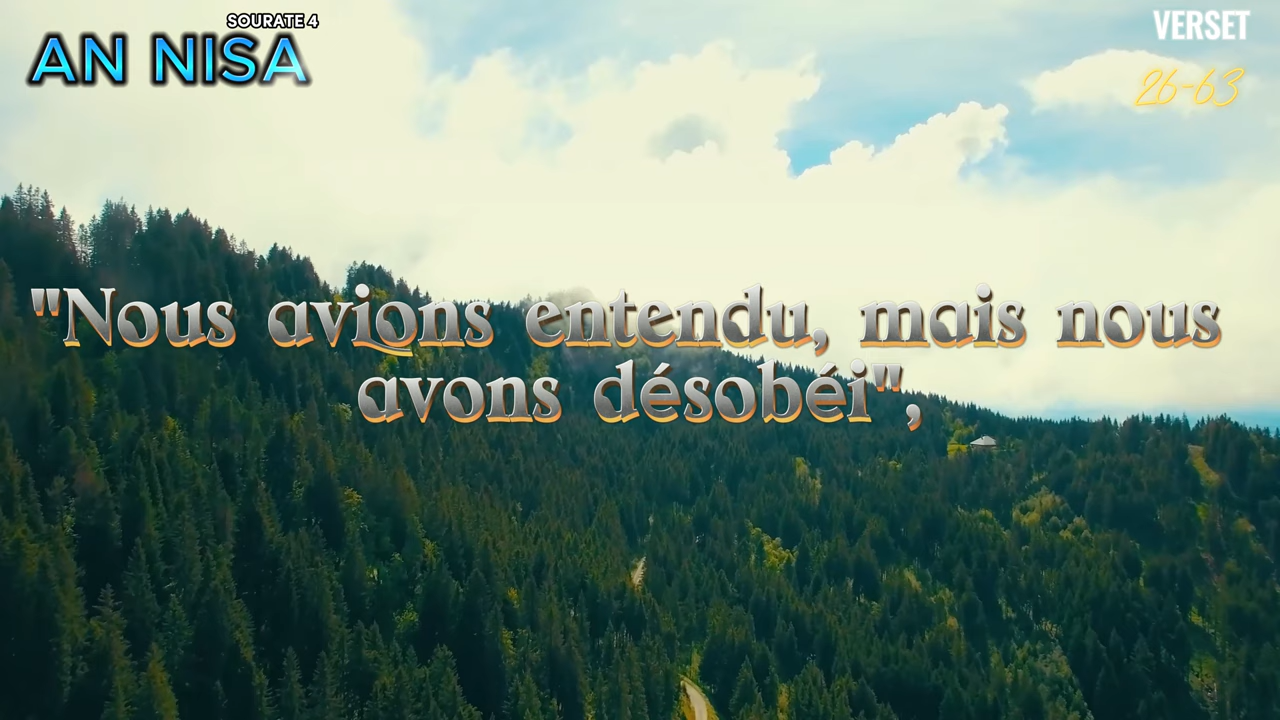 SOURATE 4
AN NISA
VERSET
26-63
"Nous avions entendu, mais nous
avons désobéi",